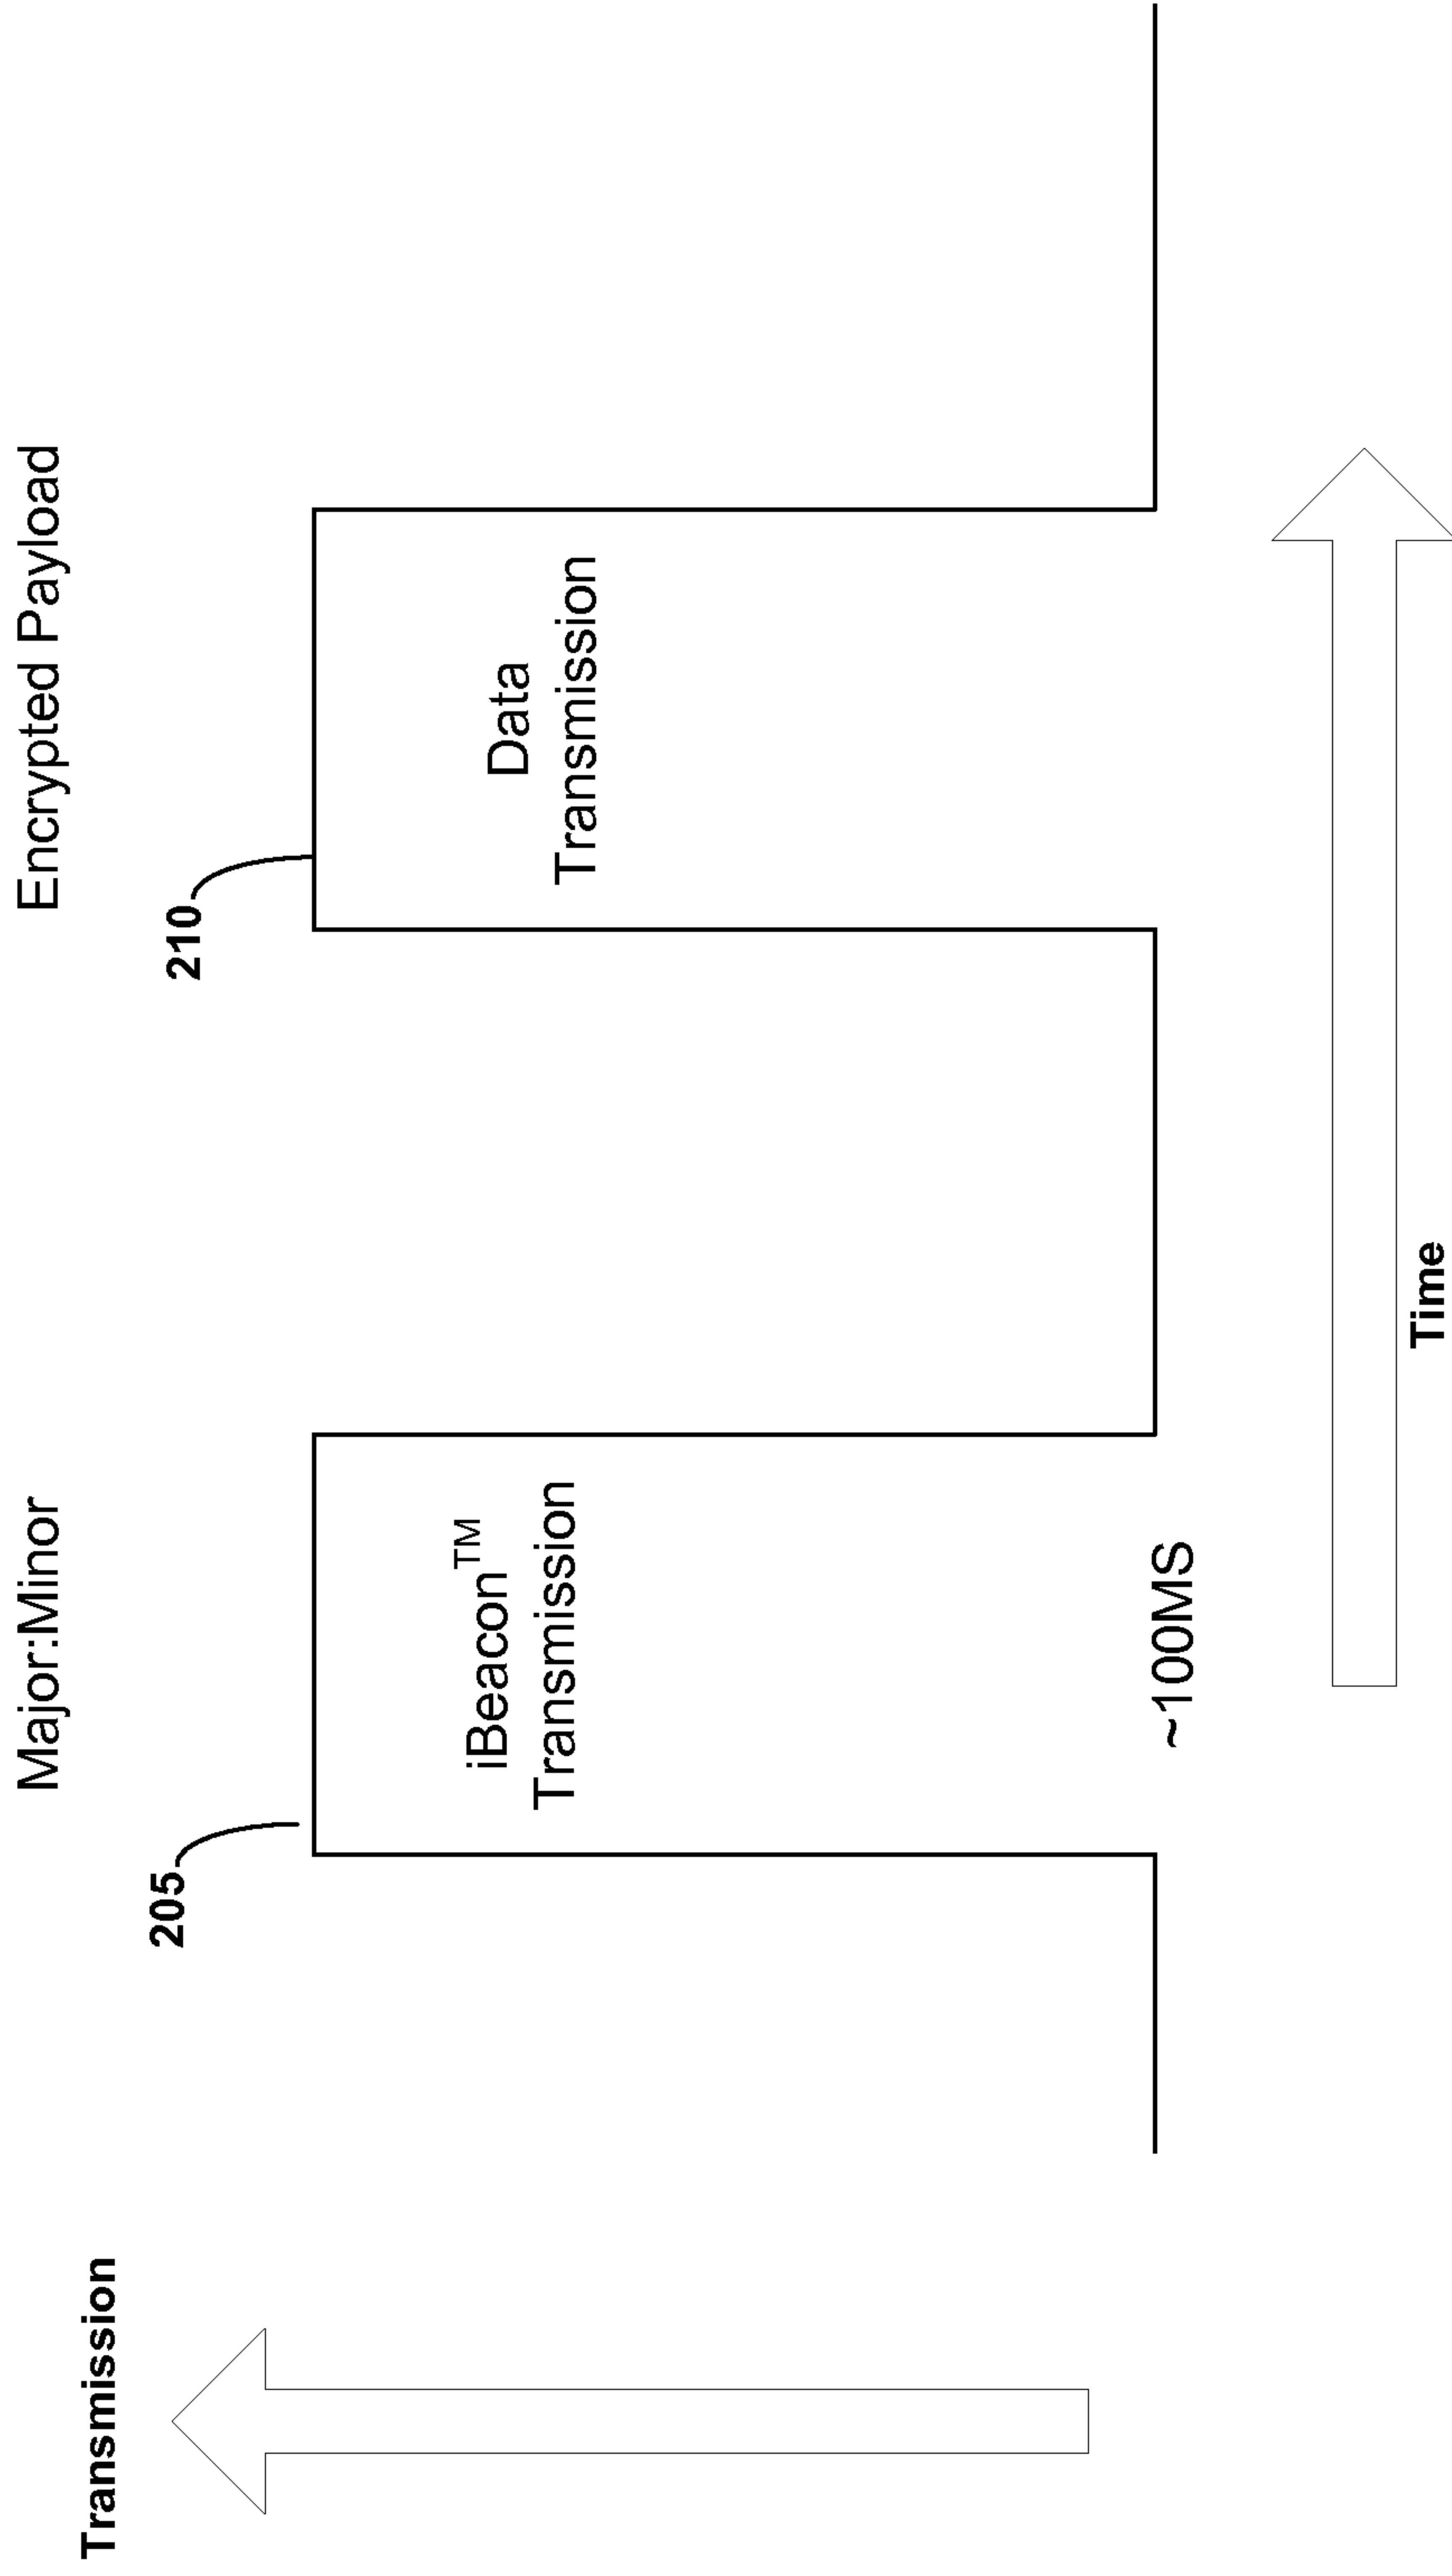 Transmission
Major:Minor
Encrypted Payload
205
210
iBeacon™
Transmission
Data
Transmission
~100MS
Time